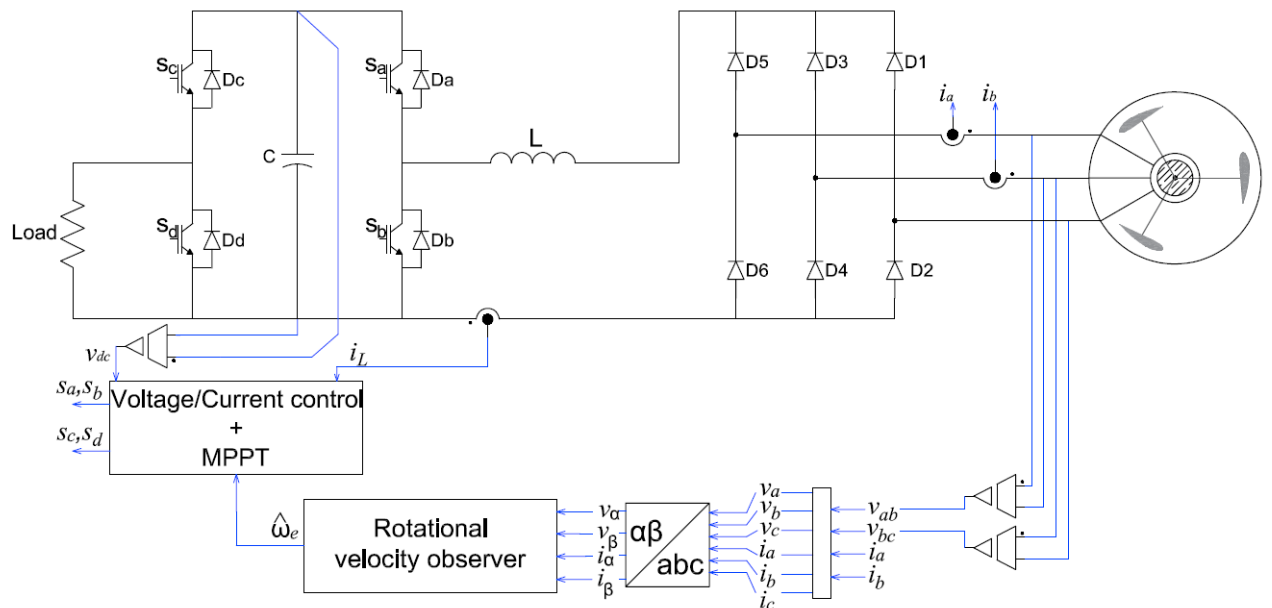 Sc
Dc
Sa
Da
D5
D3
D1
ia
ib
C
L
Load
Sd
Dd
Sb
Db
D6
D4
D2
vdc
iL
sa,sb
sc,sd
Voltage/Current control
+
MPPT
ω̂e
Rotational
velocity observer
vα
vβ
iα
iβ
αβ
abc
va
vb
vc
ia
ib
ic
vab
vbc
ia
ib